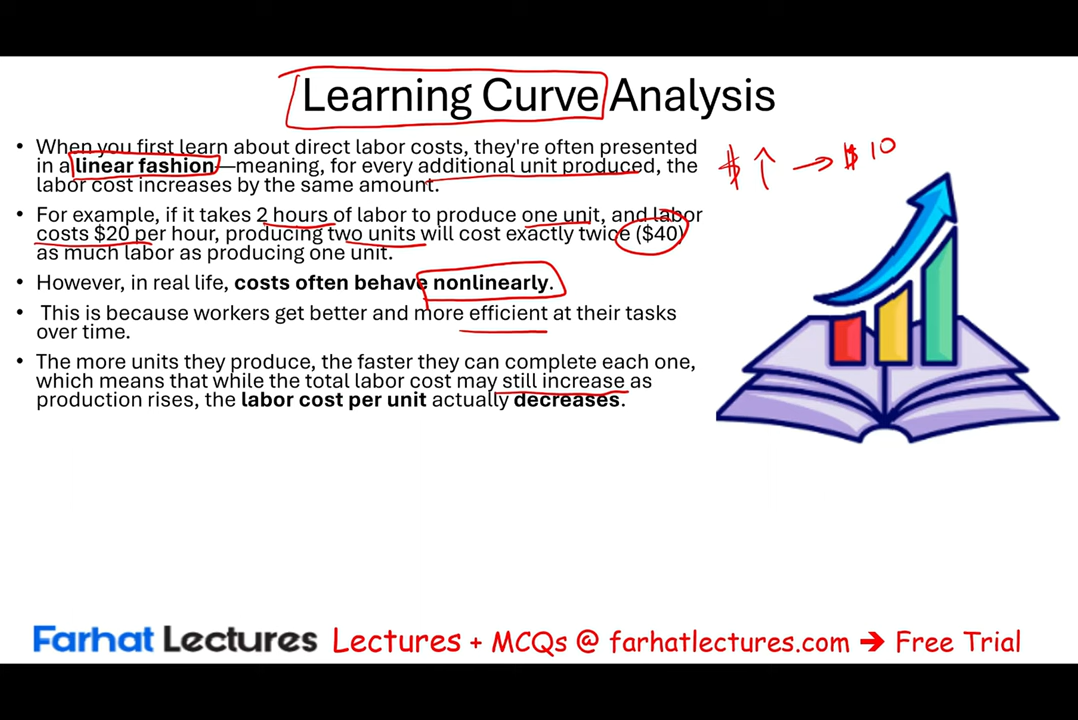 Learning Curve Analysis
• When you first learn about direct labor costs, they're often presented
in a linear fashion—meaning, for every additional unit produced, the
labor cost increases by the same amount.
$ ↑ → $10
• For example, if it takes 2 hours of labor to produce one unit, and labor
costs $20 per hour, producing two units will cost exactly twice ($40)
as much labor as producing one unit.
• However, in real life, costs often behave nonlinearly.
• This is because workers get better and more efficient at their tasks
over time.
• The more units they produce, the faster they can complete each one,
which means that while the total labor cost may still increase as
production rises, the labor cost per unit actually decreases.
Farhat Lectures Lectures + MCQs @ farhatlectures.com ➔ Free Trial